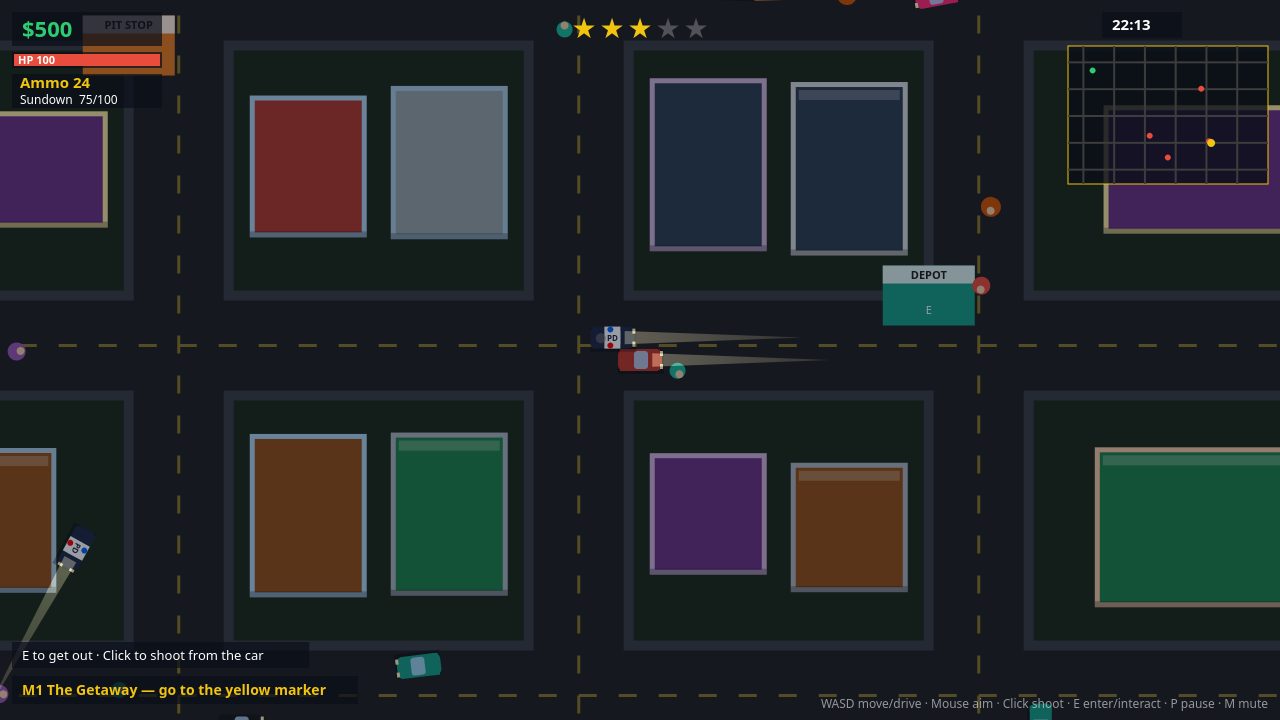 $500
PIT STOP
22:13
HP 100
Ammo 24
Sundown 75/100
DEPOT
E
PD
PD
E to get out · Click to shoot from the car
M1 The Getaway — go to the yellow marker
WASD move/drive · Mouse aim · Click shoot · E enter/interact · P pause · M mute